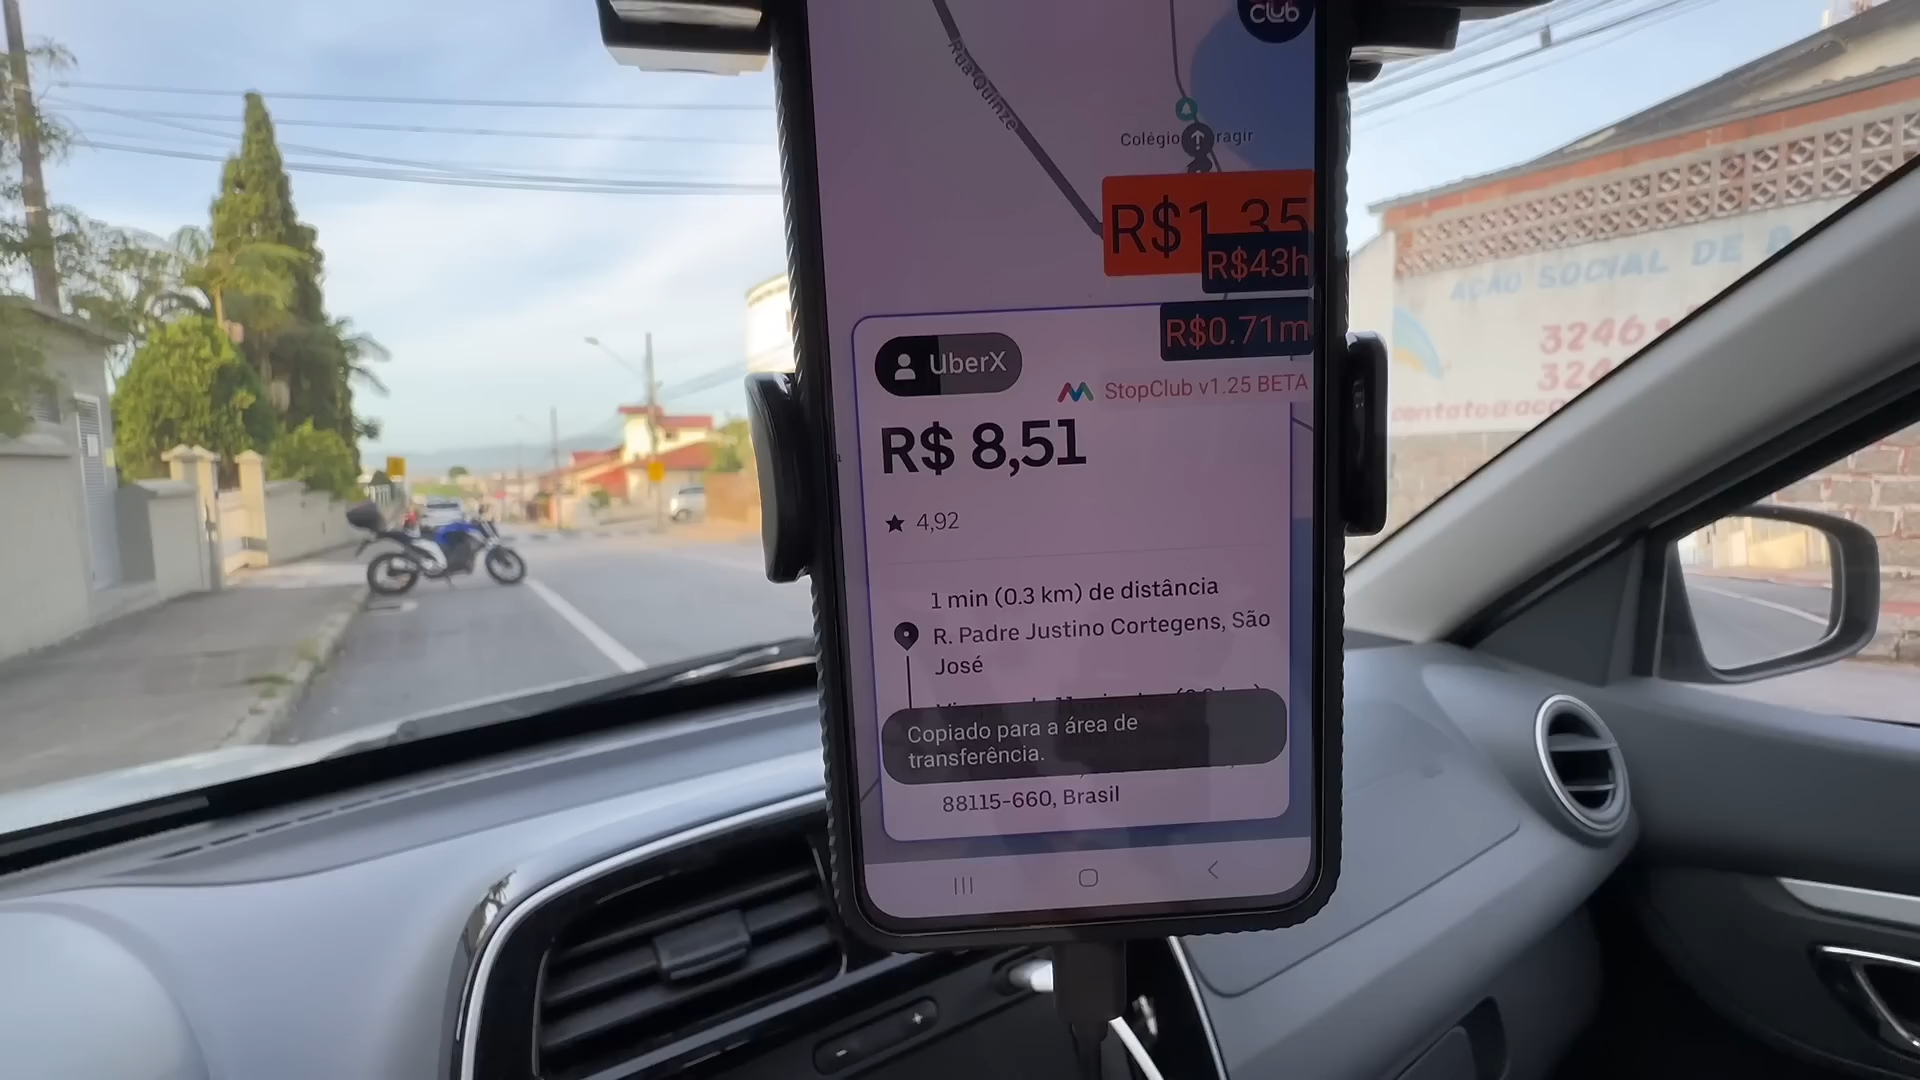 CLUB
Rua Quinze
Colégio
ragir
R$1.35
R$43h
R$0.71m
UberX
StopClub v1.25 BETA
R$ 8,51
4,92
1 min (0.3 km) de distância
R. Padre Justino Cortegens, São
José
Copiado para a área de
transferência.
88115-660, Brasil
AÇÃO SOCIAL DE
3246
32
contato@